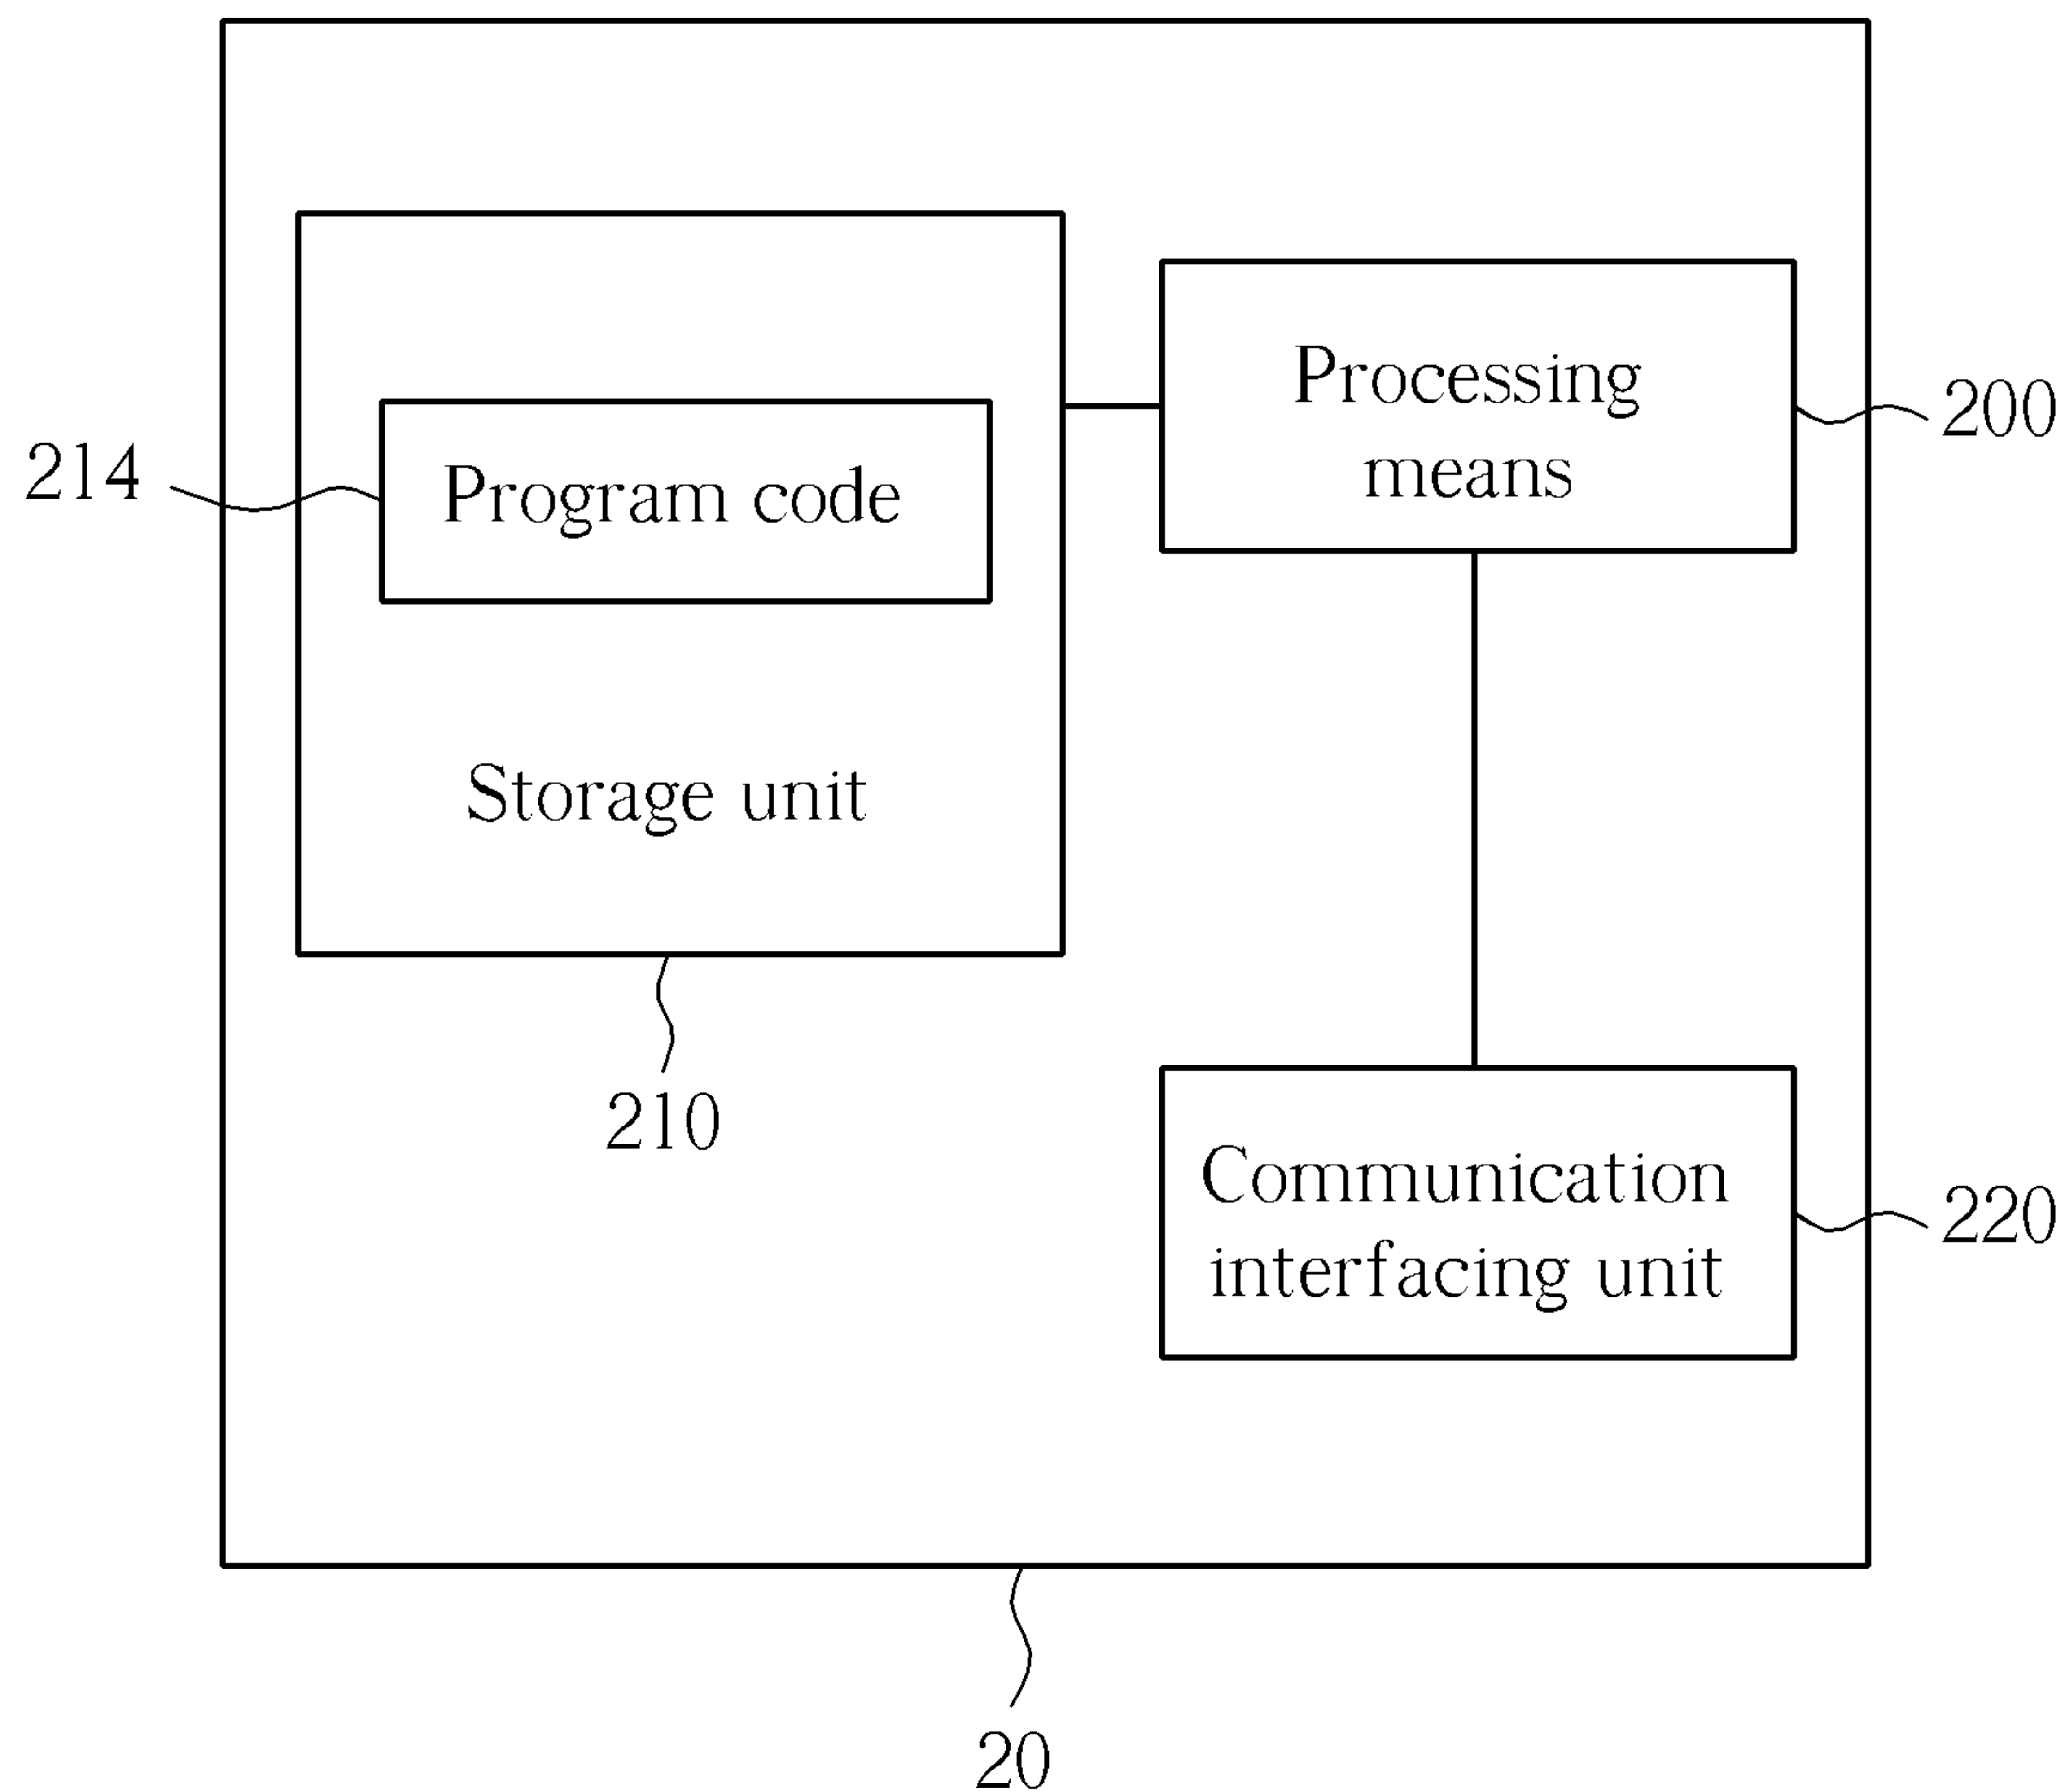 Processing
means
200
214
Program code
Storage unit
210
Communication
interfacing unit
220
20